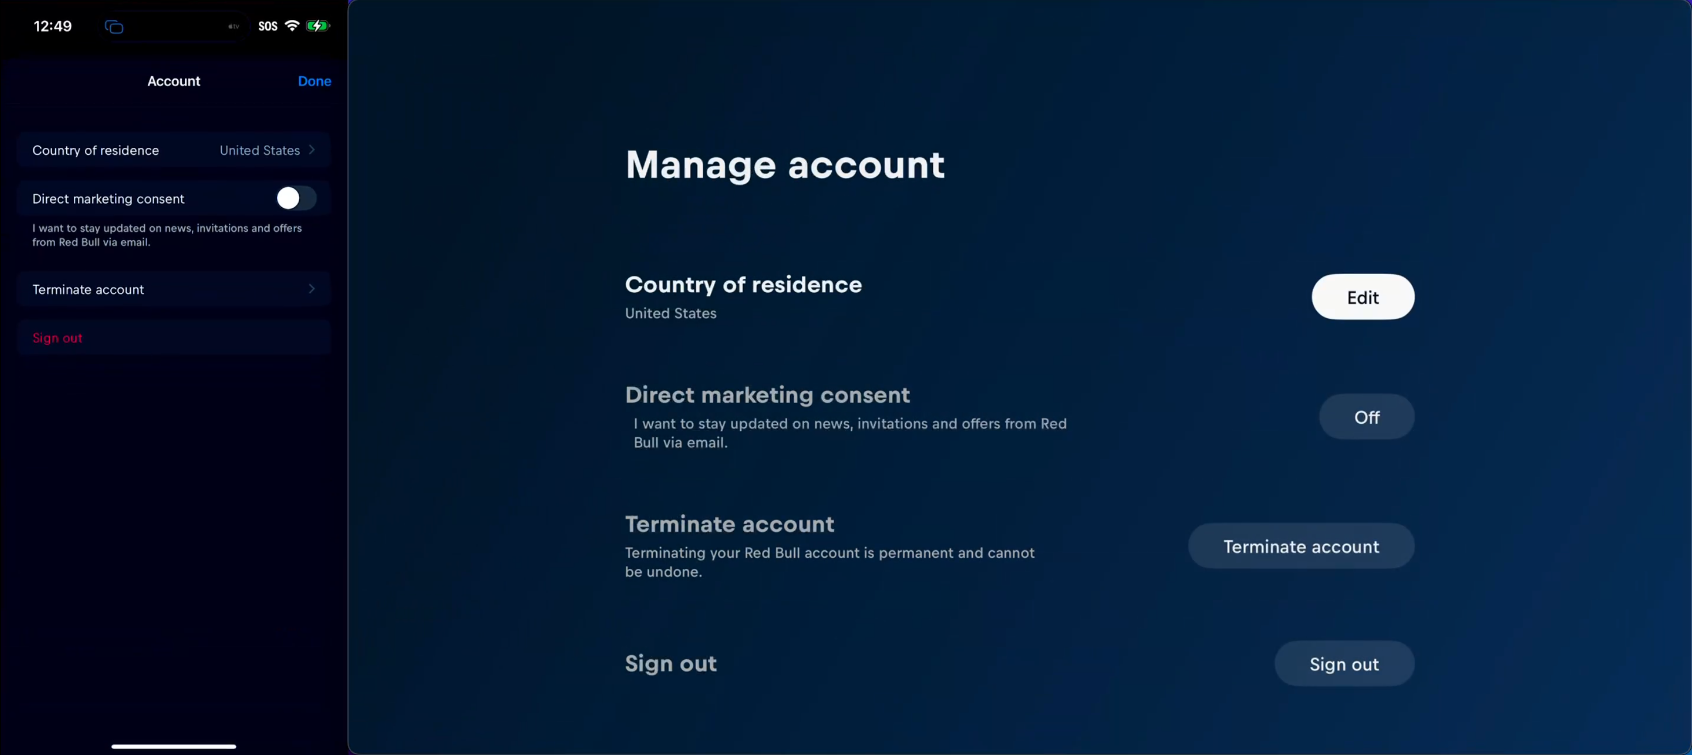 12:49
tv
SOS
Account
Done
Country of residence
United States
Direct marketing consent
I want to stay updated on news, invitations and offers
from Red Bull via email.
Terminate account
Sign out
Manage account
Country of residence
United States
Edit
Direct marketing consent
I want to stay updated on news, invitations and offers from Red
Bull via email.
Off
Terminate account
Terminating your Red Bull account is permanent and cannot
be undone.
Terminate account
Sign out
Sign out